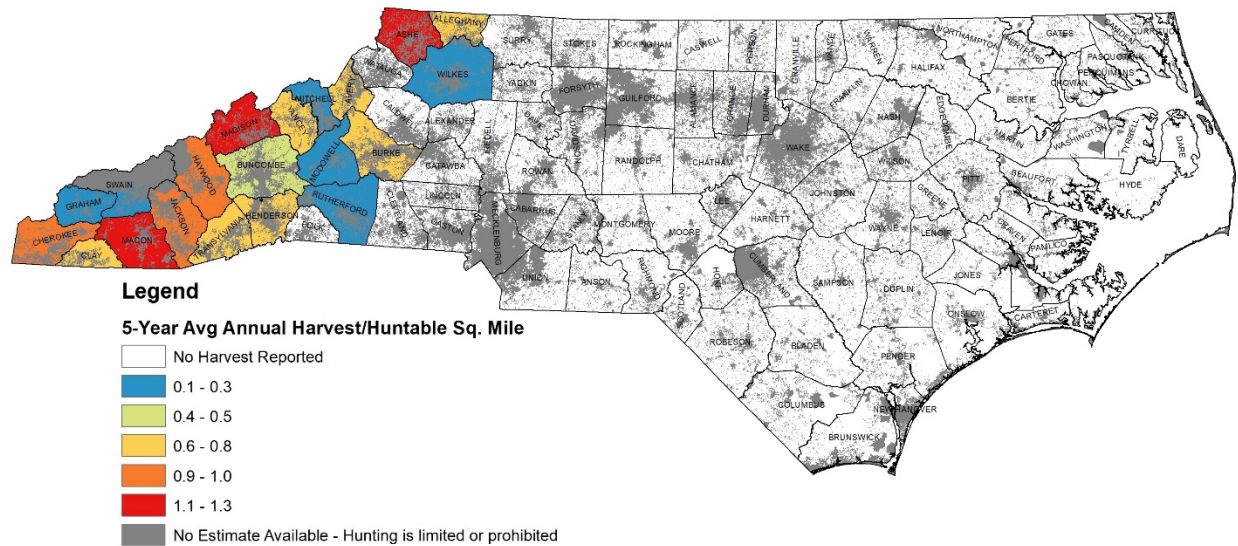 ASHE
ALLEGHANY
SURRY
STOKES
ROCKINGHAM
CASWELL
PERSON
GRANVILLE
VANCE
WARREN
NORTHAMPTON
HERTFORD
GATES
CAMDEN
CURRITUCK
PASQUOTANK
PERQUIMANS
CHOWAN
HALIFAX
BERTIE
WATAUGA
WILKES
YADKIN
FORSYTH
GUILFORD
ALAMANCE
ORANGE
DURHAM
FRANKLIN
NASH
EDGECOMBE
MARTIN
WASHINGTON
TYRRELL
DARE
MITCHELL
AVERY
YANCEY
CALDWELL
ALEXANDER
IREDELL
DAVIE
DAVIDSON
RANDOLPH
CHATHAM
WAKE
WILSON
MADISON
BUNCOMBE
MCDOWELL
BURKE
CATAWBA
ROWAN
JOHNSTON
GREENE
PITT
BEAUFORT
HYDE
SWAIN
HAYWOOD
GRAHAM
JACKSON
RUTHERFORD
CLEVELAND
LINCOLN
GASTON
MECKLENBURG
CABARRUS
STANLY
MONTGOMERY
MOORE
LEE
HARNETT
WAYNE
LENOIR
CRAVEN
PAMLICO
CHEROKEE
CLAY
MACON
TRANSYLVANIA
HENDERSON
POLK
UNION
ANSON
RICHMOND
SCOTLAND
HOKE
CUMBERLAND
SAMPSON
DUPLIN
JONES
CARTERET
ONSLOW
ROBESON
BLADEN
PENDER
COLUMBUS
NEW HANOVER
BRUNSWICK
Legend
5-Year Avg Annual Harvest/Huntable Sq. Mile
No Harvest Reported
0.1 - 0.3
0.4 - 0.5
0.6 - 0.8
0.9 - 1.0
1.1 - 1.3
No Estimate Available - Hunting is limited or prohibited